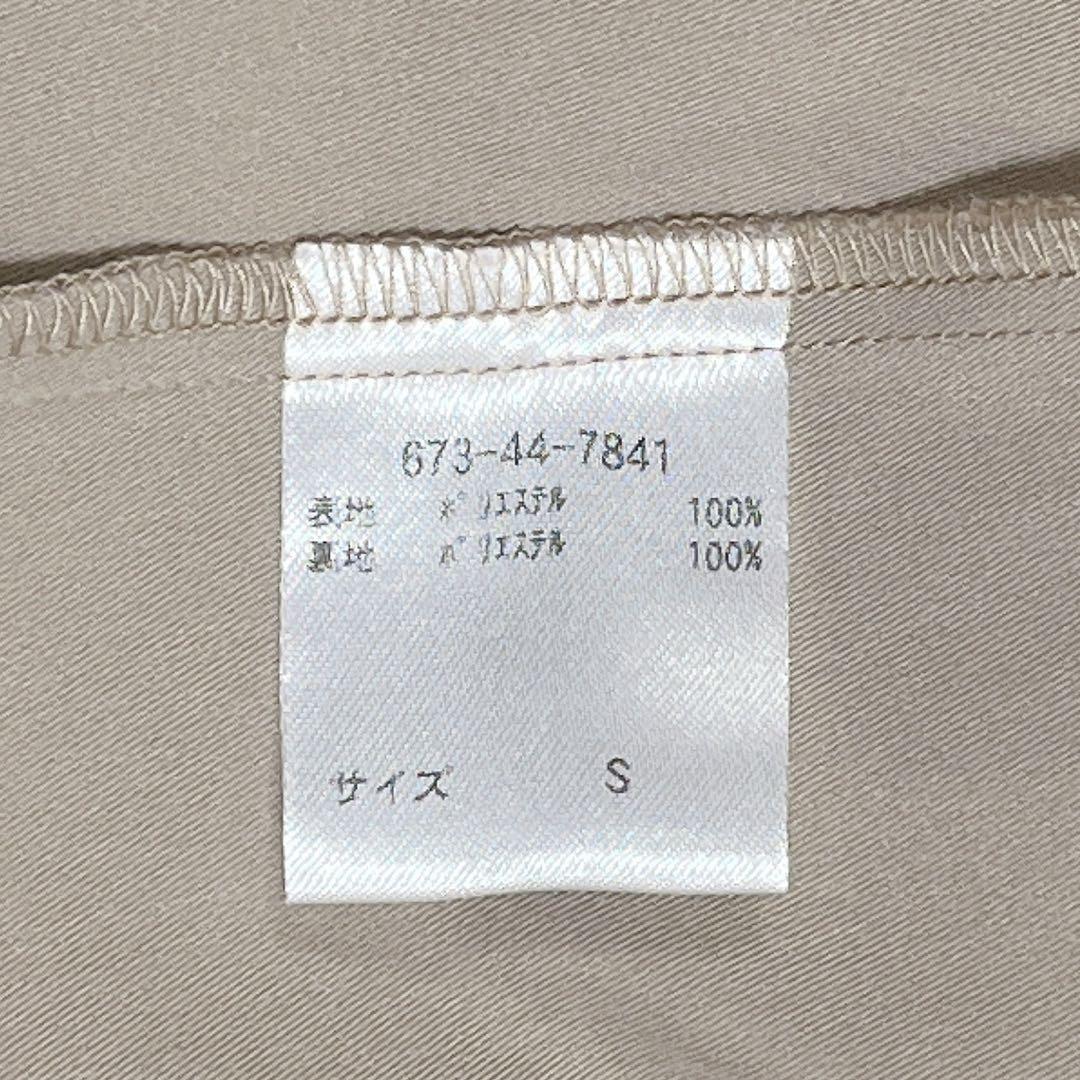 673-44-7841
表地 ポリエステル 100%
裏地 ポリエステル 100%
サイズ S